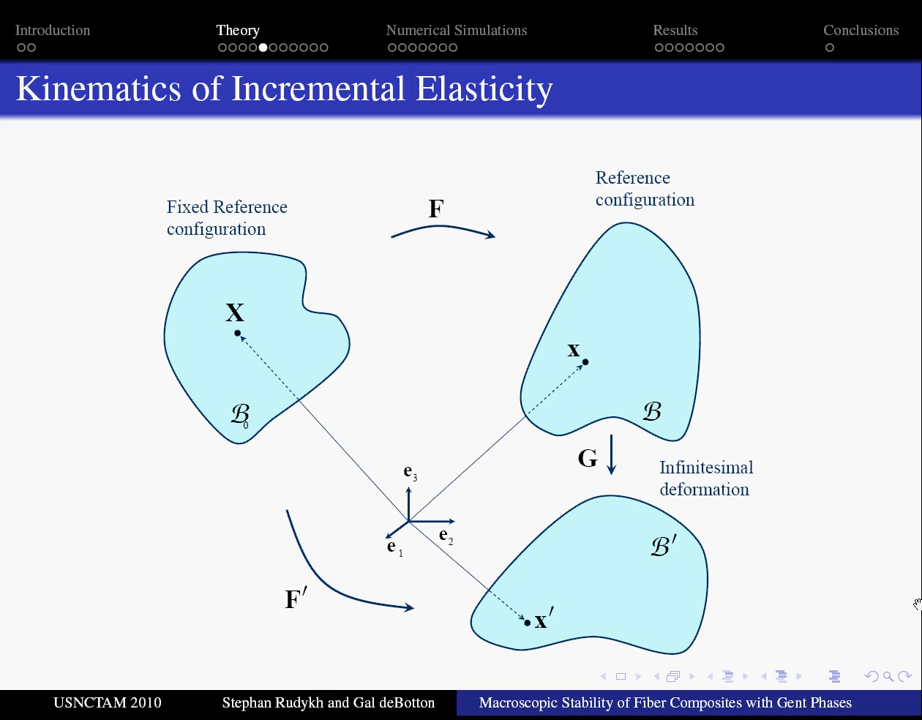 Introduction
Theory
Numerical Simulations
Results
Conclusions
Kinematics of Incremental Elasticity
Fixed Reference
configuration
F
Reference
configuration
X
x
ℬ₀
ℬ
G
Infinitesimal
deformation
e₃
e₂
e₁
ℬ′
F′
x′
USNCTAM 2010
Stephan Rudykh and Gal deBotton
Macroscopic Stability of Fiber Composites with Gent Phases